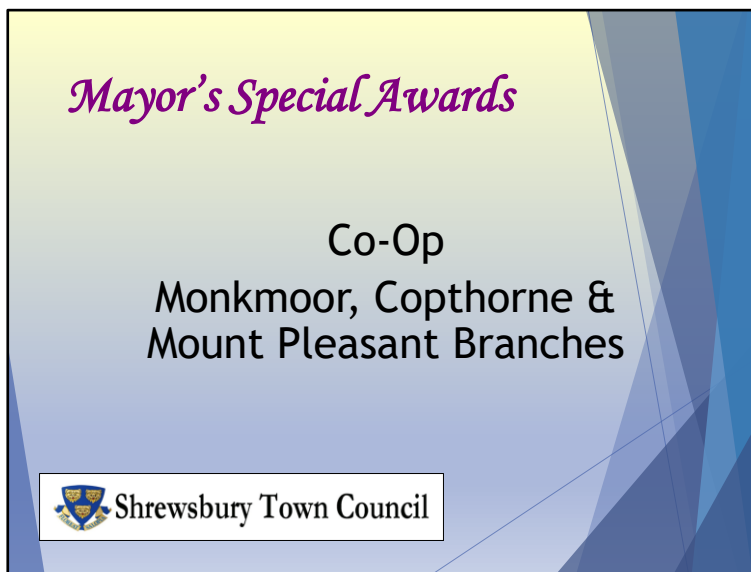 Mayor's Special Awards
Co-Op
Monkmoor, Copthorne &
Mount Pleasant Branches
Shrewsbury Town Council